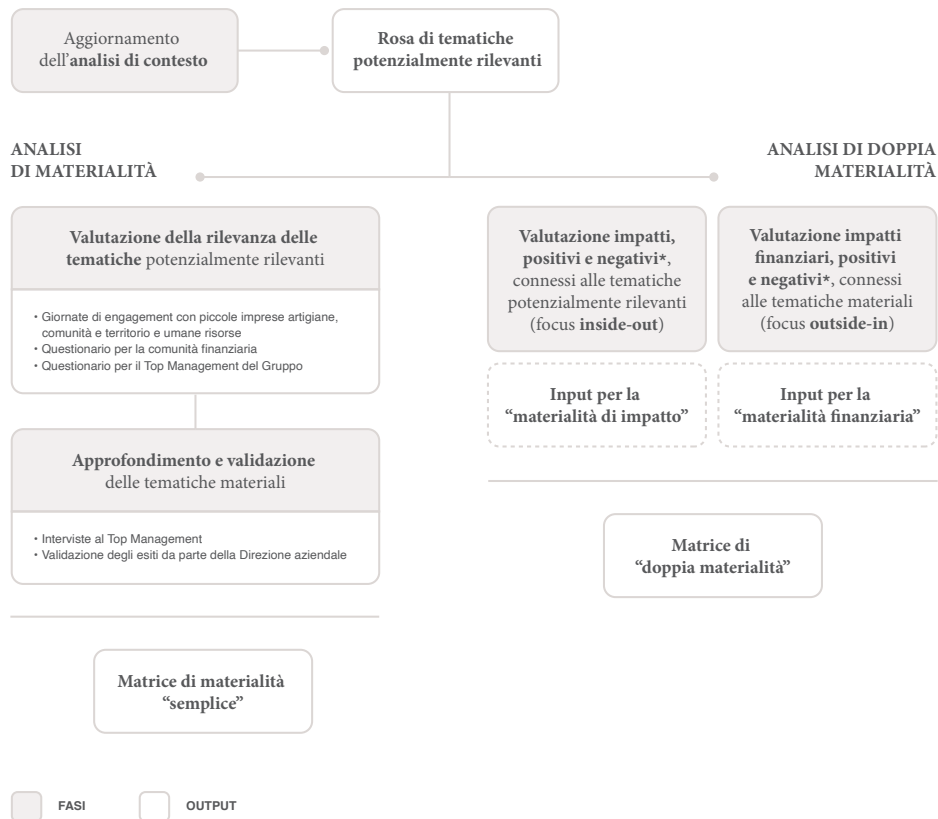 Aggiornamento
dell'analisi di contesto
Rosa di tematiche
potenzialmente rilevanti
ANALISI
DI MATERIALITÀ
Valutazione della rilevanza delle
tematiche potenzialmente rilevanti
• Giornate di engagement con piccole imprese artigiane,
comunità e territorio e umane risorse
• Questionario per la comunità finanziaria
• Questionario per il Top Management del Gruppo
Approfondimento e validazione
delle tematiche materiali
• Interviste al Top Management
• Validazione degli esiti da parte della Direzione aziendale
Matrice di materialità
“semplice”
ANALISI DI DOPPIA
MATERIALITÀ
Valutazione impatti,
positivi e negativi*,
connessi alle tematiche
potenzialmente rilevanti
(focus inside-out)
Input per la
“materialità di impatto”
Valutazione impatti
finanziari, positivi
e negativi*, connessi
alle tematiche materiali
(focus outside-in)
Input per la
“materialità finanziaria”
Matrice di
“doppia materialità”
FASI
OUTPUT